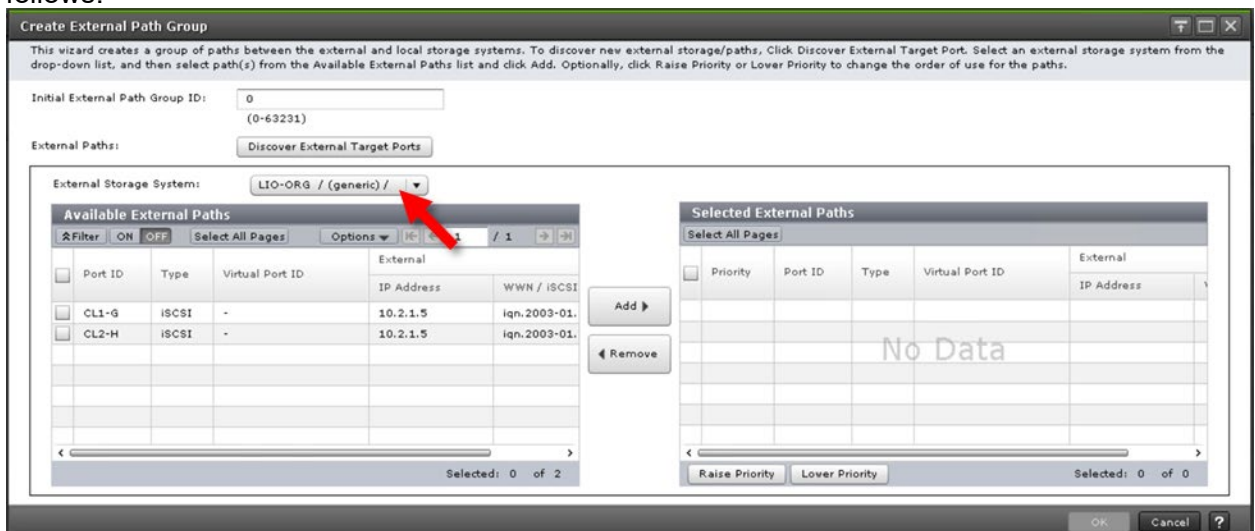 follows:
Create External Path Group
This wizard creates a group of paths between the external and local storage systems. To discover new external storage/paths, Click Discover External Target Port. Select an external storage system from the
drop-down list, and then select path(s) from the Available External Paths list and click Add. Optionally, click Raise Priority or Lower Priority to change the order of use for the paths.
Initial External Path Group ID: 0
(0-63231)
External Paths: Discover External Target Ports
External Storage System: LIO-ORG / (generic) /
Available External Paths
Filter ON OFF Select All Pages Options 1 / 1
Port ID Type Virtual Port ID External
IP Address WWN / iSCSI
CL1-G iSCSI - 10.2.1.5 iqn.2003-01.
CL2-H iSCSI - 10.2.1.5 iqn.2003-01.
Selected: 0 of 2
Add
Remove
Selected External Paths
Select All Pages
Priority Port ID Type Virtual Port ID External
IP Address
No Data
Raise Priority Lower Priority Selected: 0 of 0
OK Cancel ?